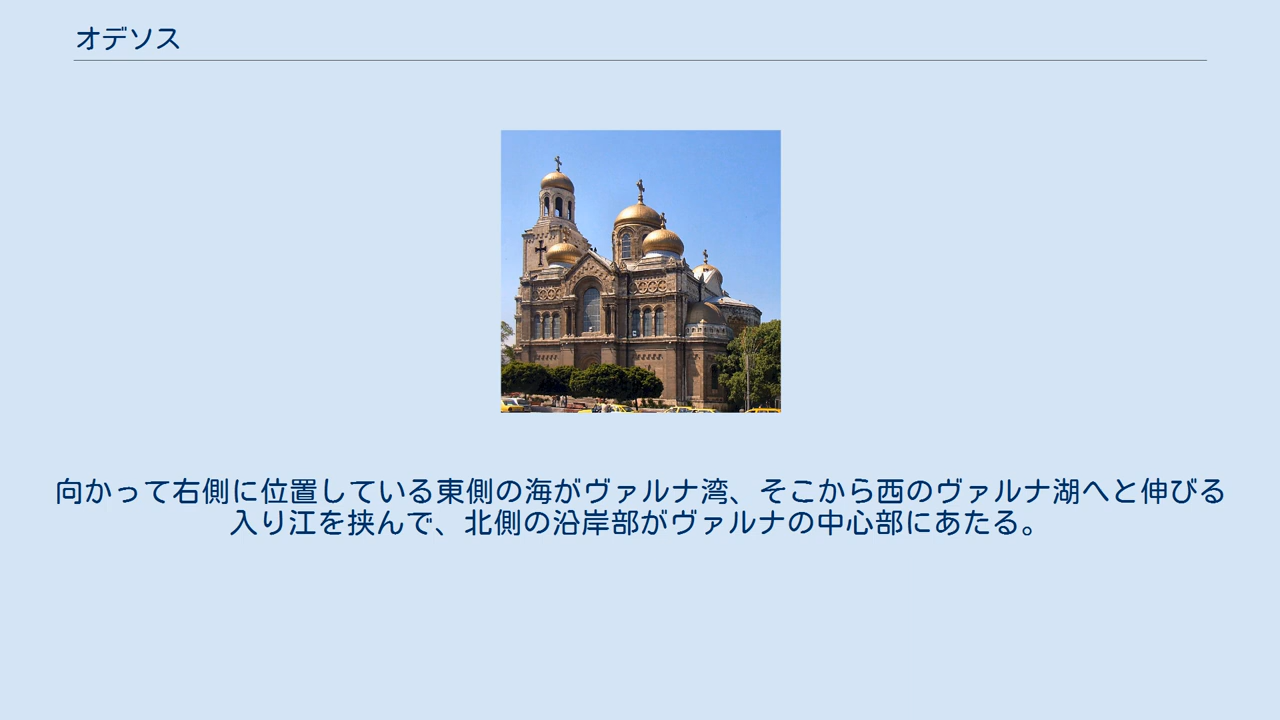 オデソス
向かって右側に位置している東側の海がヴァルナ湾、そこから西のヴァルナ湖へと伸びる
入り江を挟んで、北側の沿岸部がヴァルナの中心部にあたる。